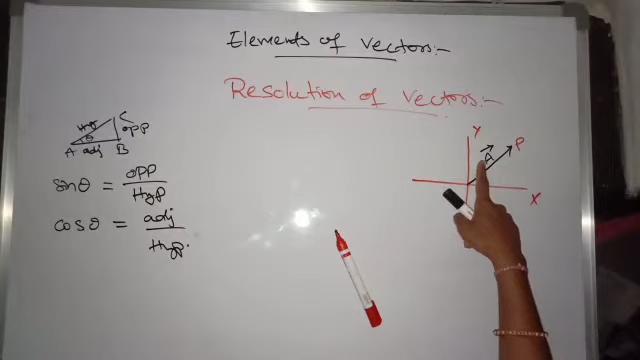 Elements of Vectors:-
Resolution of Vectors:-
Hyp C
θ opp
A adj B
sinθ = opp / Hyp
cosθ = adj / Hyp.
Y
A P
X